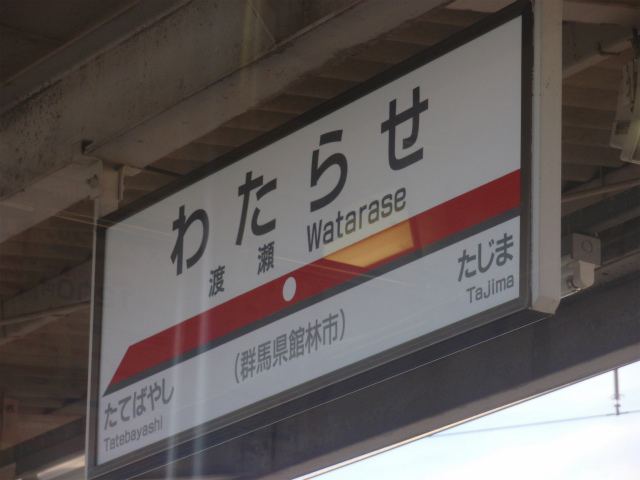 わたらせ
渡瀬 Watarase
たじま
Tajima
(群馬県館林市)
たてばやし
Tatebayashi